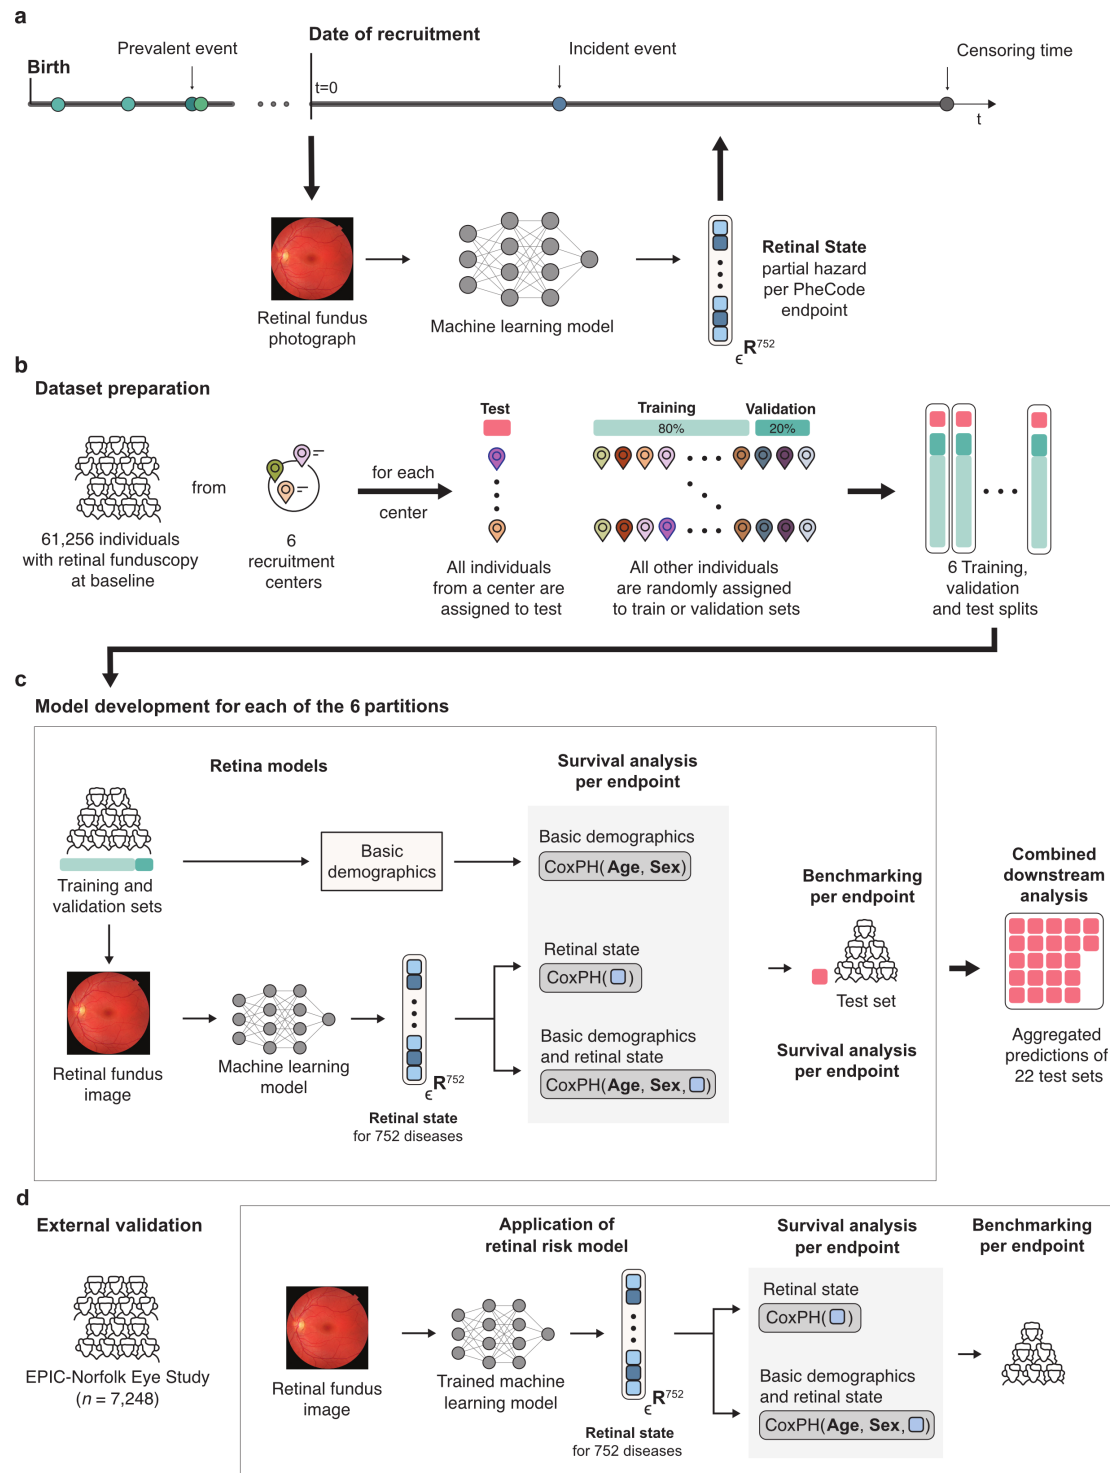 a
Date of recruitment
Prevalent event
Incident event
Censoring time
Birth
t=0
t
Retinal fundus
photograph
Machine learning model
Retinal State
partial hazard
per PheCode
endpoint
ϵR752
b
Dataset preparation
61,256 individuals
with retinal funduscopy
at baseline
from
6
recruitment
centers
for each
center
Test
All individuals
from a center are
assigned to test
Training
Validation
80%
20%
All other individuals
are randomly assigned
to train or validation sets
6 Training,
validation
and test splits
c
Model development for each of the 6 partitions
Retina models
Survival analysis
per endpoint
Training and
validation sets
Basic
demographics
Basic demographics
CoxPH(Age, Sex)
Retinal fundus
image
Machine learning
model
ϵR752
Retinal state
for 752 diseases
Retinal state
CoxPH( )
Basic demographics
and retinal state
CoxPH(Age, Sex, )
Benchmarking
per endpoint
Test set
Survival analysis
per endpoint
Combined
downstream
analysis
Aggregated
predictions of
22 test sets
d
External validation
EPIC-Norfolk Eye Study
(n = 7,248)
Application of
retinal risk model
Survival analysis
per endpoint
Benchmarking
per endpoint
Retinal fundus
image
Trained machine
learning model
ϵR752
Retinal state
for 752 diseases
Retinal state
CoxPH( )
Basic demographics
and retinal state
CoxPH(Age, Sex, )